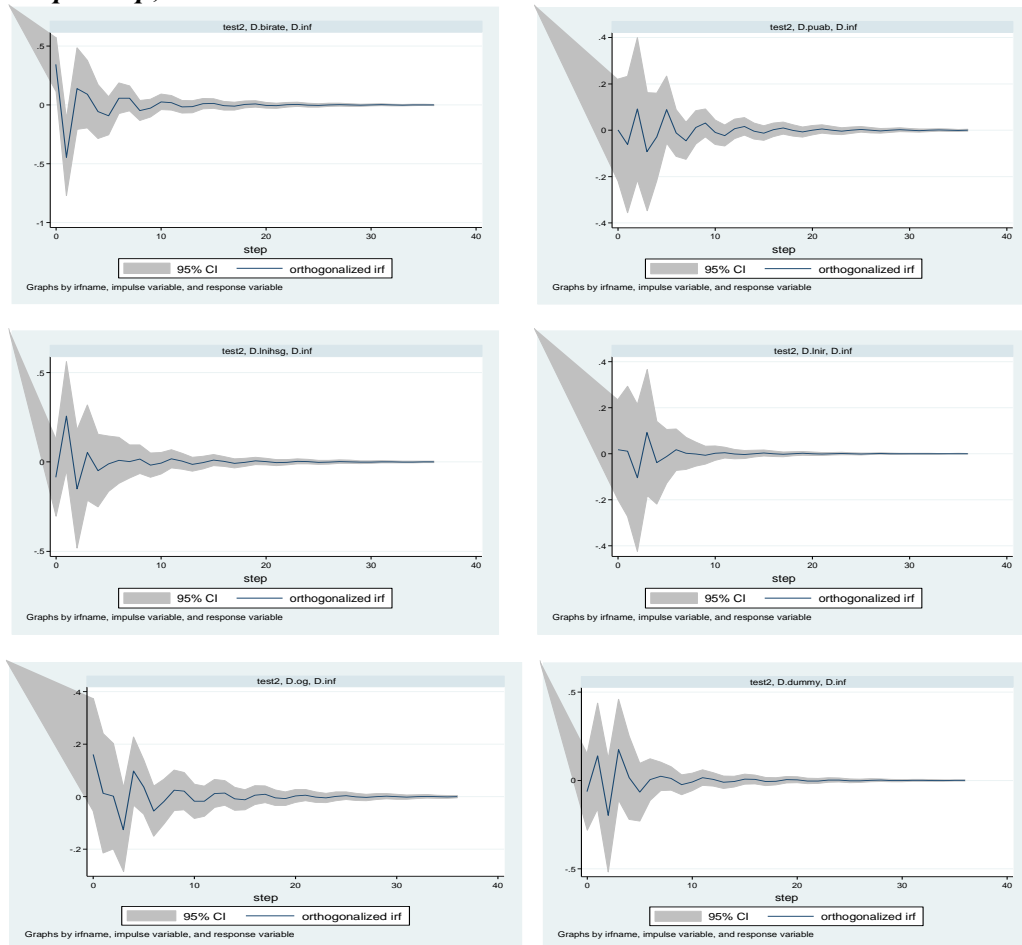 test2, D.birate, D.inf
.5
0
-.5
-1
0 10 20 30 40
step
95% CI orthogonalized irf
Graphs by irfname, impulse variable, and response variable
test2, D.puab, D.inf
.4
.2
0
-.2
-.4
0 10 20 30 40
step
95% CI orthogonalized irf
Graphs by irfname, impulse variable, and response variable
test2, D.lnihsg, D.inf
.5
0
-.5
0 10 20 30 40
step
95% CI orthogonalized irf
Graphs by irfname, impulse variable, and response variable
test2, D.lnir, D.inf
.4
.2
0
-.2
-.4
0 10 20 30 40
step
95% CI orthogonalized irf
Graphs by irfname, impulse variable, and response variable
test2, D.og, D.inf
.4
.2
0
-.2
0 10 20 30 40
step
95% CI orthogonalized irf
Graphs by irfname, impulse variable, and response variable
test2, D.dummy, D.inf
.5
0
-.5
0 10 20 30 40
step
95% CI orthogonalized irf
Graphs by irfname, impulse variable, and response variable